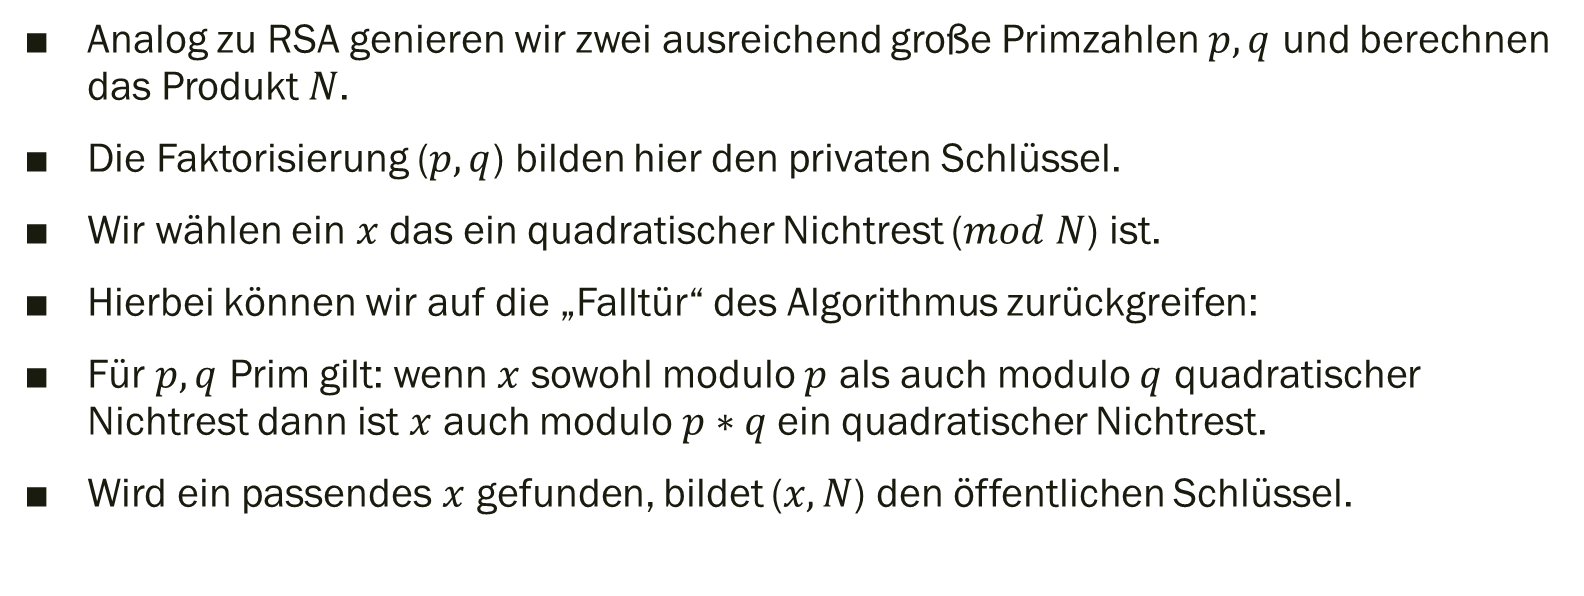 ▪ Analog zu RSA genieren wir zwei ausreichend große Primzahlen p, q und berechnen
das Produkt N.
▪ Die Faktorisierung (p, q) bilden hier den privaten Schlüssel.
▪ Wir wählen ein x das ein quadratischer Nichtrest (mod N) ist.
▪ Hierbei können wir auf die „Falltür“ des Algorithmus zurückgreifen:
▪ Für p, q Prim gilt: wenn x sowohl modulo p als auch modulo q quadratischer
Nichtrest dann ist x auch modulo p ∗ q ein quadratischer Nichtrest.
▪ Wird ein passendes x gefunden, bildet (x, N) den öffentlichen Schlüssel.